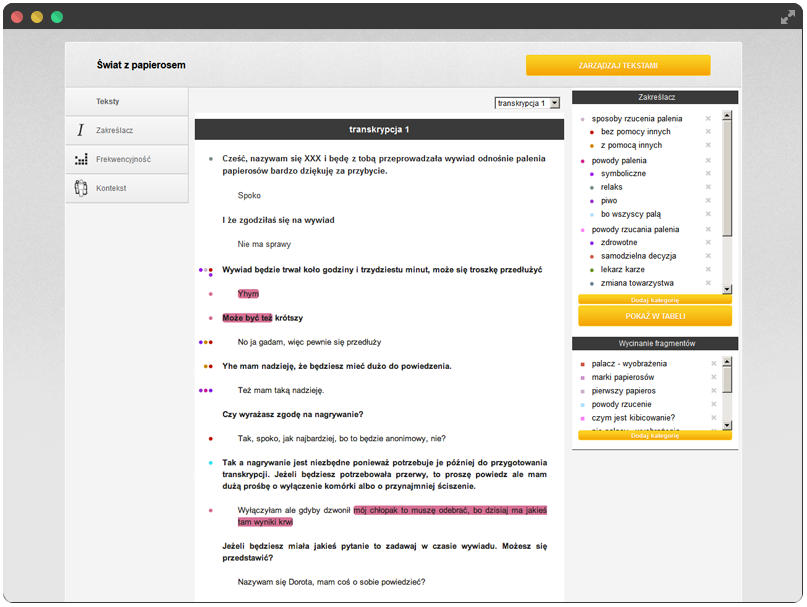 Świat z papierosem
ZARZĄDZAJ TEKSTAMI
Teksty
Zakreślacz
Frekwencyjność
Kontekst
transkrypcja 1
transkrypcja 1
Cześć, nazywam się XXX i będę z tobą przeprowadzała wywiad odnośnie palenia
papierosów bardzo dziękuję za przybycie.
Spoko
I że zgodziłaś się na wywiad
Nie ma sprawy
Wywiad będzie trwał koło godziny i trzydziestu minut, może się troszkę przedłużyć
Yhym
Może być też krótszy
No ja gadam, więc pewnie się przedłuży
Yhe mam nadzieję, że będziesz mieć dużo do powiedzenia.
Też mam taką nadzieję.
Czy wyrażasz zgodę na nagrywanie?
Tak, spoko, jak najbardziej, bo to będzie anonimowy, nie?
Tak a nagrywanie jest niezbędne ponieważ potrzebuje je później do przygotowania
transkrypcji. Jeżeli będziesz potrzebowała przerwy, to proszę powiedz ale mam
dużą prośbę o wyłączenie komórki albo o przynajmniej ściszenie.
Wyłączyłam ale gdyby dzwonił mój chłopak to muszę odebrać, bo dzisiaj ma jakieś
tam wyniki krwi
Jeżeli będziesz miała jakieś pytanie to zadawaj w czasie wywiadu. Możesz się
przedstawić?
Nazywam się Dorota, mam coś o sobie powiedzieć?
Zakreślacz
sposoby rzucenia palenia
bez pomocy innych
z pomocą innych
powody palenia
symboliczne
relaks
piwo
bo wszyscy palą
powody rzucania palenia
zdrowotne
samodzielna decyzja
lekarz karze
zmiana towarzystwa
Dodaj kategorię
POKAŻ W TABELI
Wycinanie fragmentów
palacz - wyobrażenia
marki papierosów
pierwszy papieros
powody rzucenie
czym jest kibicowanie?
Dodaj kategorię